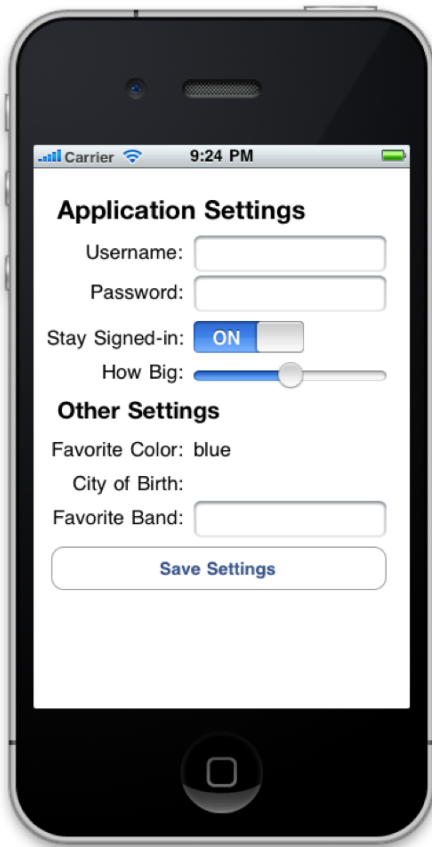 Carrier 9:24 PM
Application Settings
Username:
Password:
Stay Signed-in: ON
How Big:
Other Settings
Favorite Color: blue
City of Birth:
Favorite Band:
Save Settings